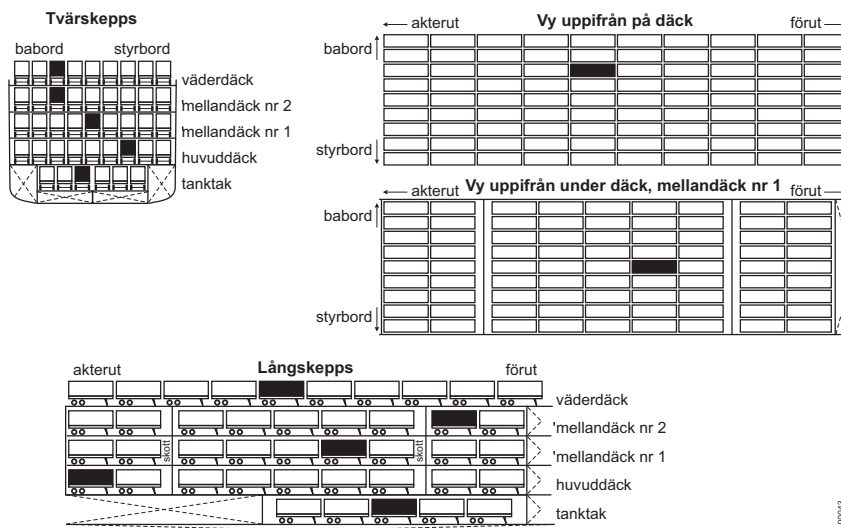 Tvärskepps
babord styrbord
väderdäck
mellandäck nr 2
mellandäck nr 1
huvuddäck
tanktak
akterut Vy uppifrån på däck förut
babord
styrbord
akterut Vy uppifrån under däck, mellandäck nr 1 förut
babord
styrbord
akterut Långskepps förut
väderdäck
'mellandäck nr 2
skott skott
'mellandäck nr 1
huvuddäck
tanktak